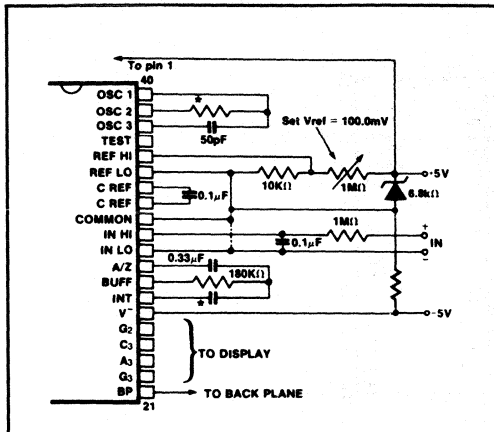 To pin 1
40
OSC 1
OSC 2
*
OSC 3
50pF
TEST
Set Vref = 100.0mV
REF HI
REF LO
10KΩ
1MΩ
-5V
6.8kΩ
C REF
0.1μF
C REF
COMMON
1MΩ
IN HI
+
0.1μF
IN
IN LO
-
0.33μF
A/Z
BUFF
180KΩ
INT
*
V-
-5V
G2
C3
TO DISPLAY
A3
G3
BP
TO BACK PLANE
21